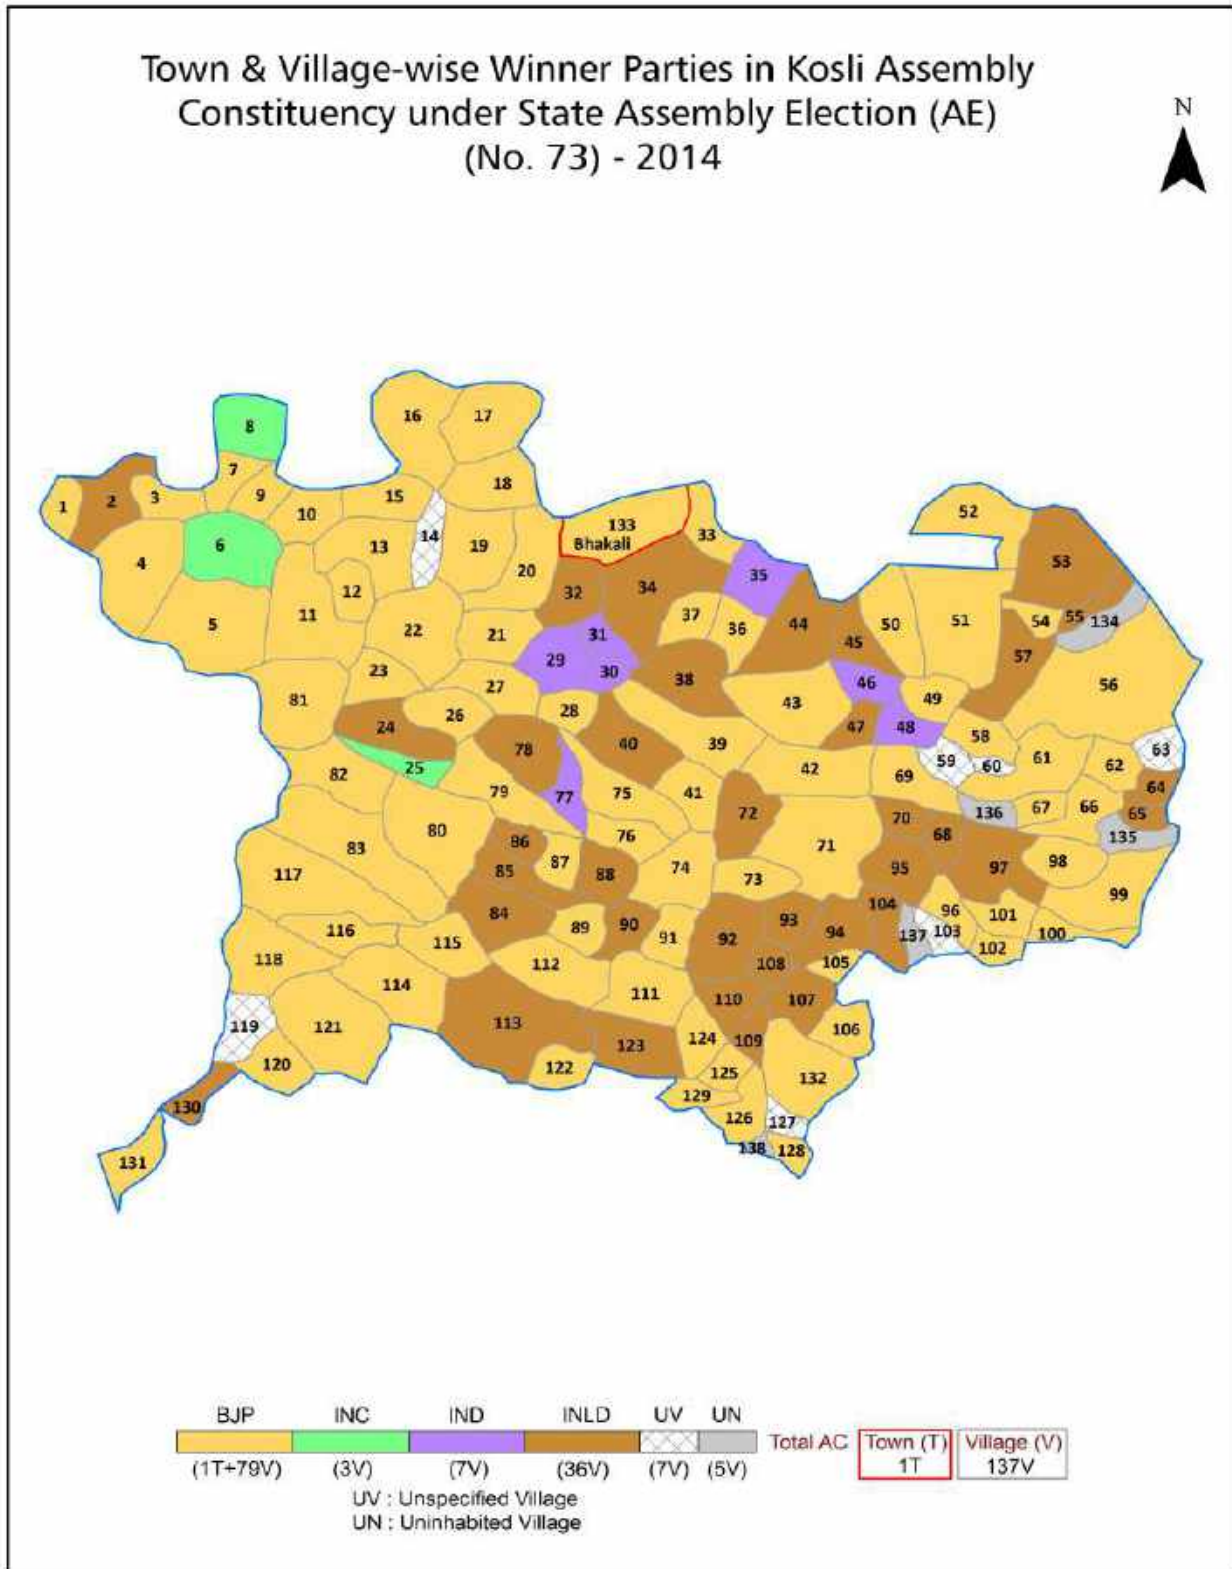 Town & Village-wise Winner Parties in Kosli Assembly
Constituency under State Assembly Election (AE)
(No. 73) - 2014
N
16 17
8
7
18
1 2 3 9 15
10
133
Bhakali
14
33
52
6 13 19
4 20
53
35
12
32 34
5 11 22 21
37 36
31
44 45
50 51
54 55 134
29 30
57
23
27
38
46
56
81
26 28
43
49
24
47 48
78 40 39
58
25
82
42
59 60
61 62 63
69
79 77 75 41
64
72
136 67 66 65
80 86 76
70 68
135
83 71
117 85 87 88 74 73
95 97 98
99
84
104 96 101
116 89 90 91
93 94
137 103 100
115 92
102
118 112
108 105
114
111
110 107
119 121 113
106
123 124 109
120 122
125
132
130
129 126
127
131
138 128
BJP INC IND INLD UV UN
Total AC Town (T) Village (V)
1T 137V
(1T+79V) (3V) (7V) (36V) (7V) (5V)
UV : Unspecified Village
UN : Uninhabited Village